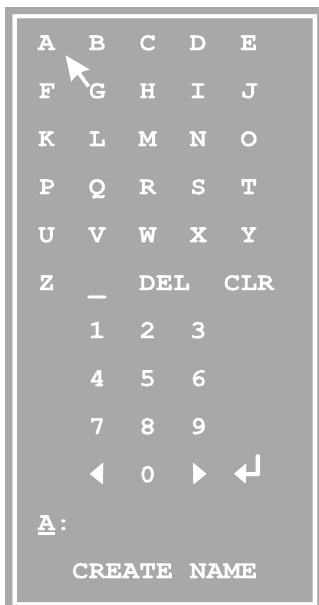 A B C D E
F G H I J
K L M N O
P Q R S T
U V W X Y
Z _ DEL CLR
1 2 3
4 5 6
7 8 9
◀ 0 ▶ ↵
A:
CREATE NAME